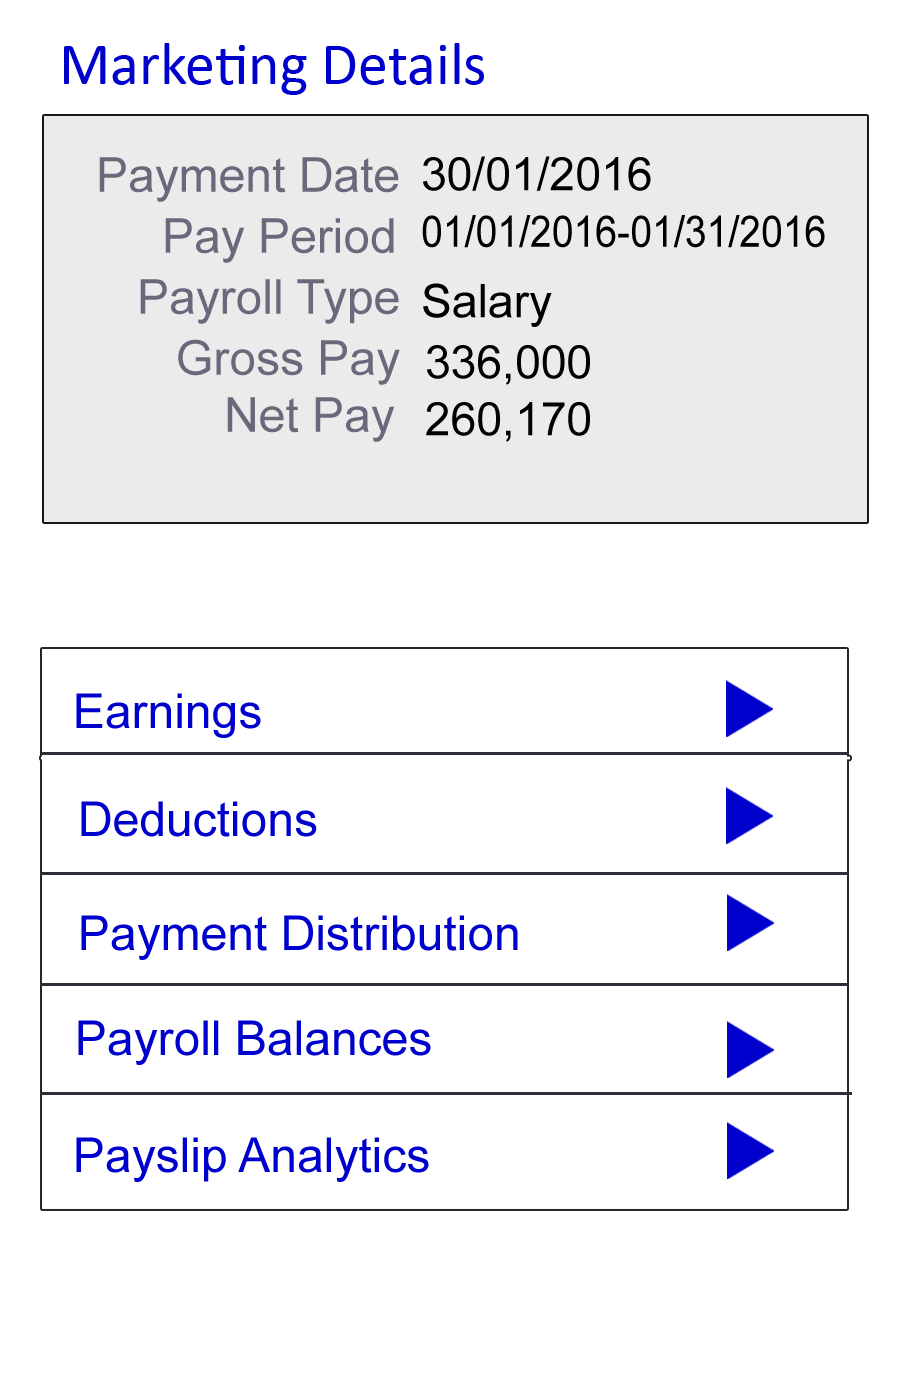 Marketing Details
Payment Date 30/01/2016
Pay Period 01/01/2016-01/31/2016
Payroll Type Salary
Gross Pay 336,000
Net Pay 260,170
Earnings
Deductions
Payment Distribution
Payroll Balances
Payslip Analytics